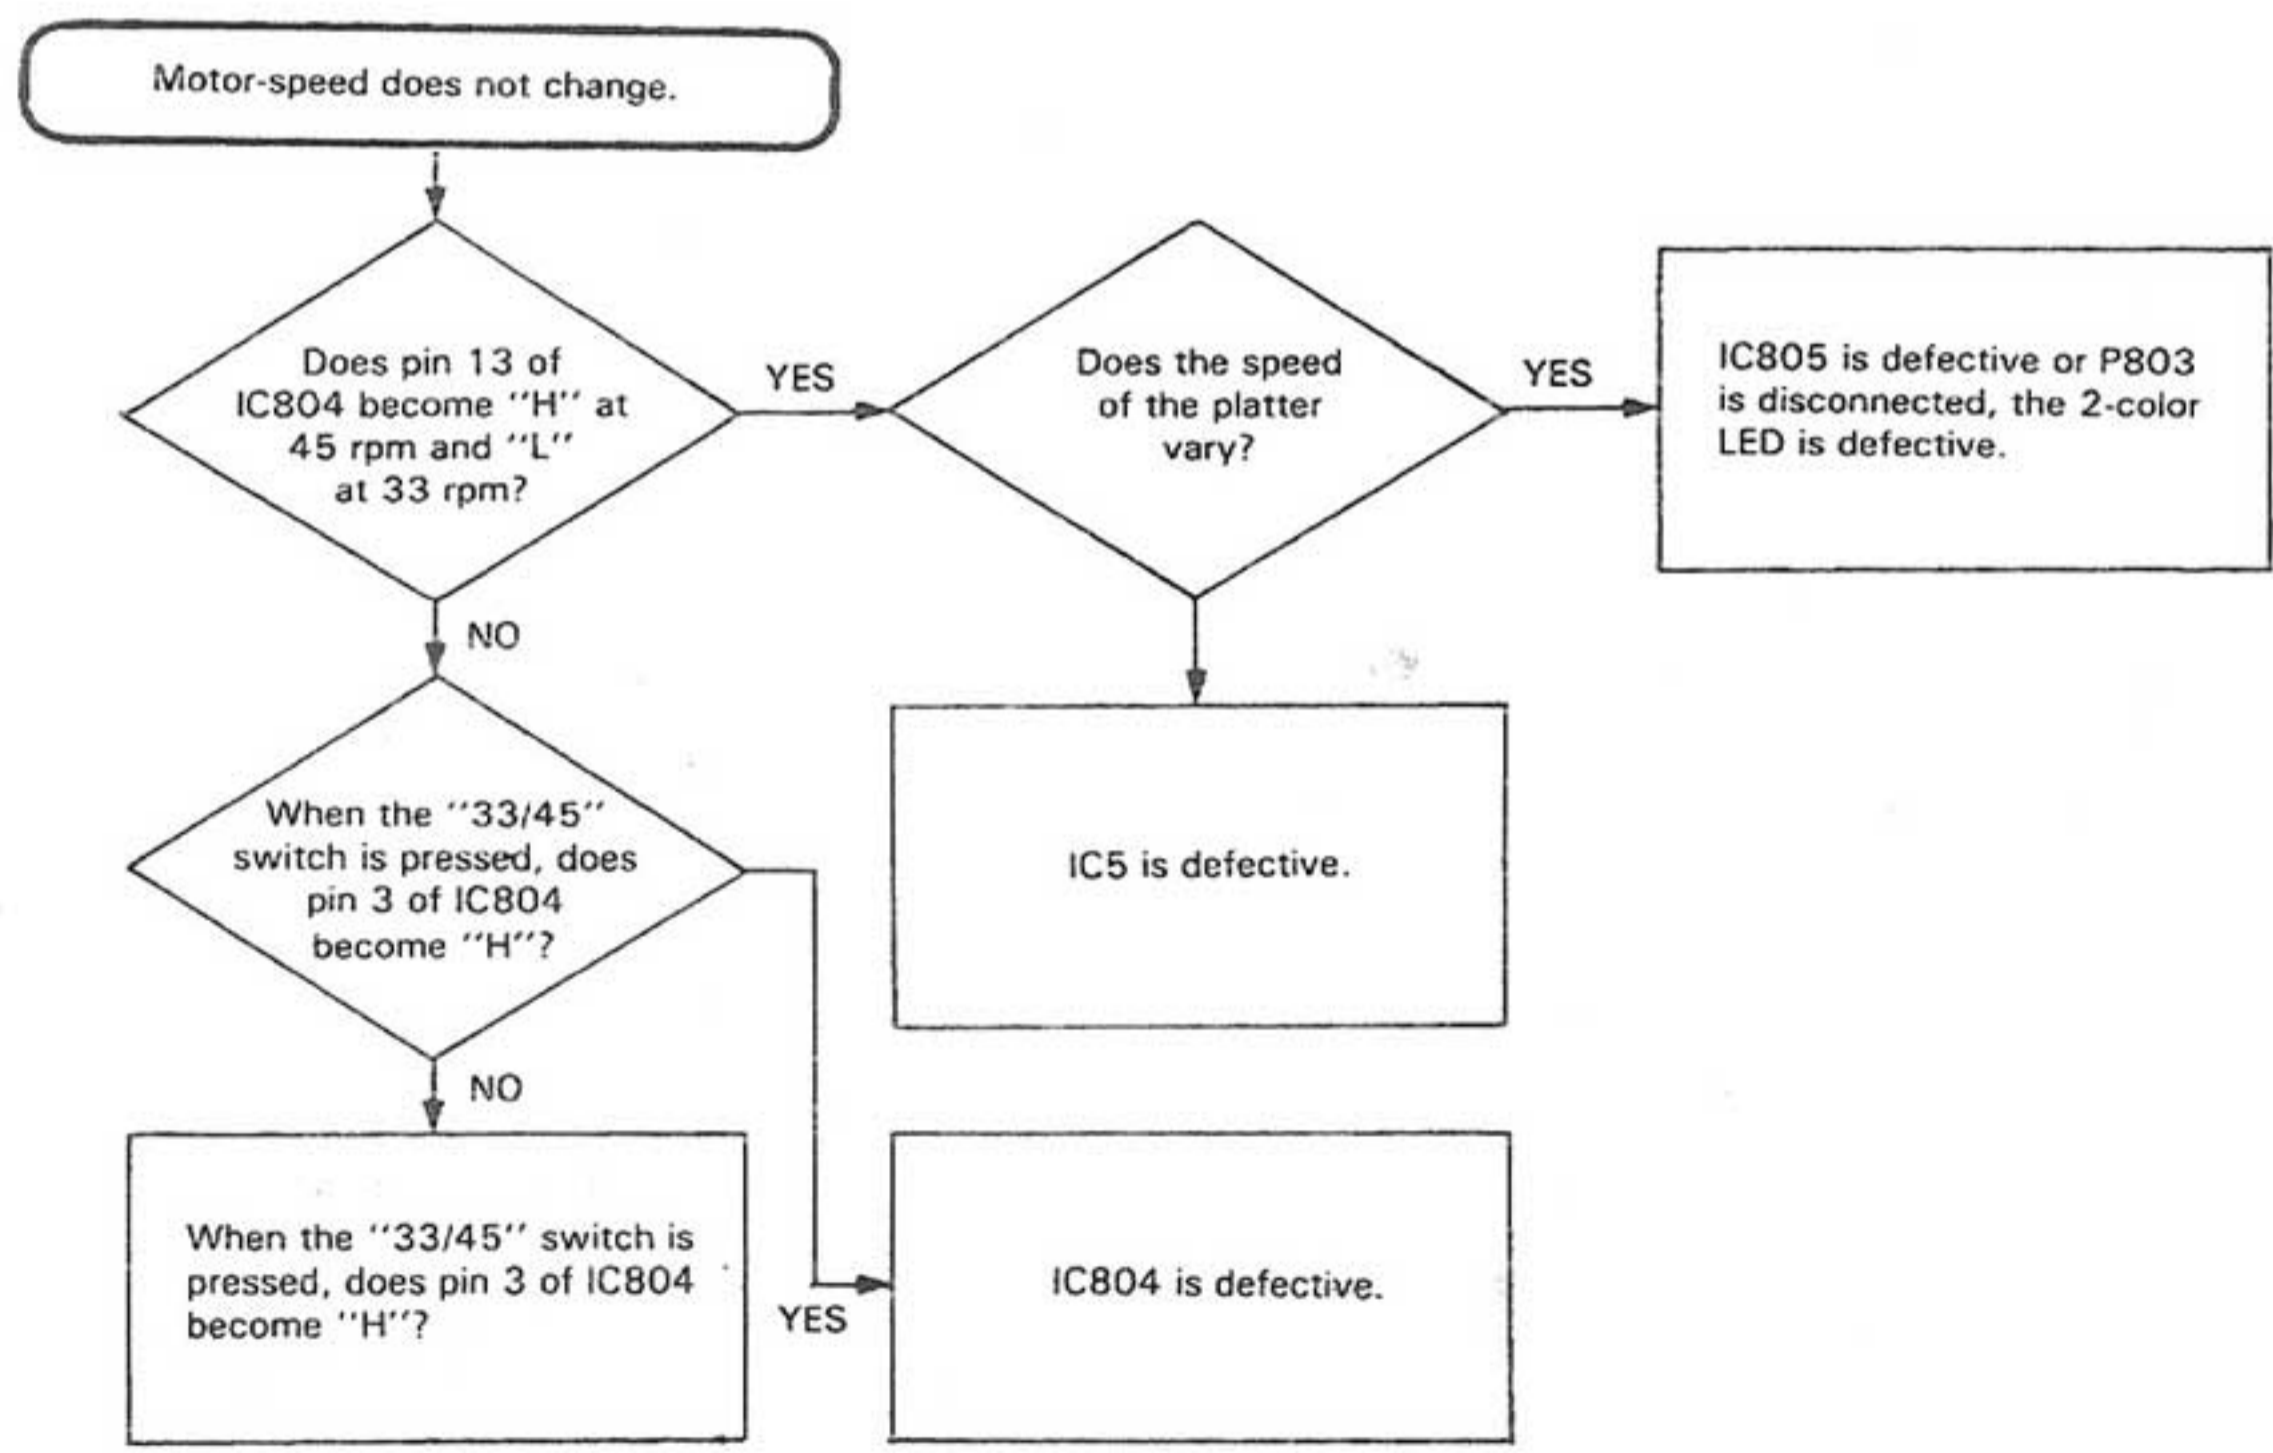 Motor-speed does not change.
Does pin 13 of
IC804 become "H" at
45 rpm and "L"
at 33 rpm?
YES
Does the speed
of the platter
vary?
YES
IC805 is defective or P803
is disconnected, the 2-color
LED is defective.
NO
When the "33/45"
switch is pressed, does
pin 3 of IC804
become "H"?
IC5 is defective.
NO
When the "33/45" switch is
pressed, does pin 3 of IC804
become "H"?
YES
IC804 is defective.